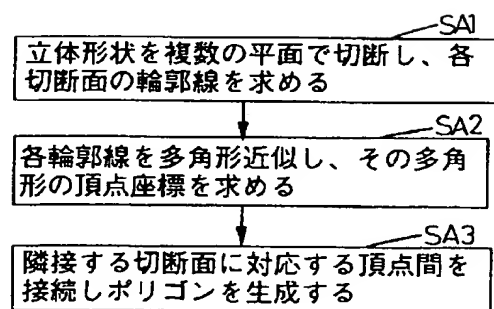 SA1
立体形状を複数の平面で切断し、各
切断面の輪郭線を求める
SA2
各輪郭線を多角形近似し、その多角
形の頂点座標を求める
SA3
隣接する切断面に対応する頂点間を
接続しポリゴンを生成する